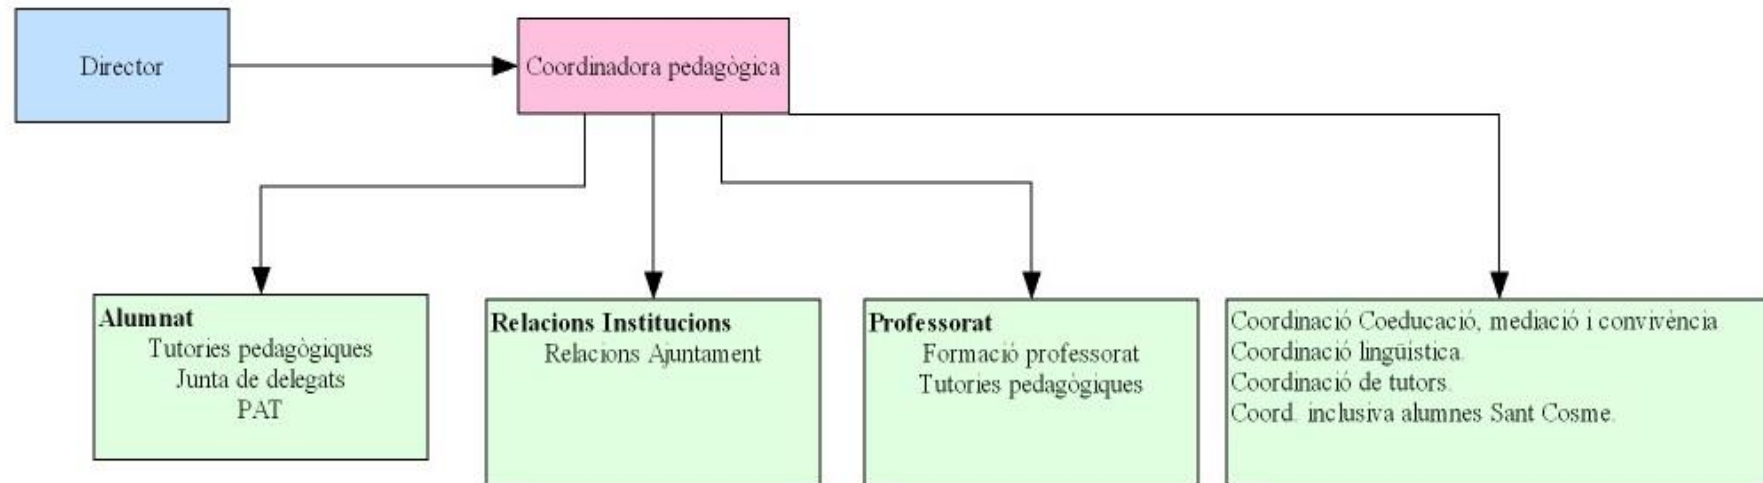 Director
Coordinadora pedagògica
Alumnat
Tutories pedagògiques
Junta de delegats
PAT
Relacions Institucions
Relacions Ajuntament
Professorat
Formació professorat
Tutories pedagògiques
Coordinació Coeducació, mediació i convivència
Coordinació lingüística.
Coordinació de tutors.
Coord. inclusiva alumnes Sant Cosme.